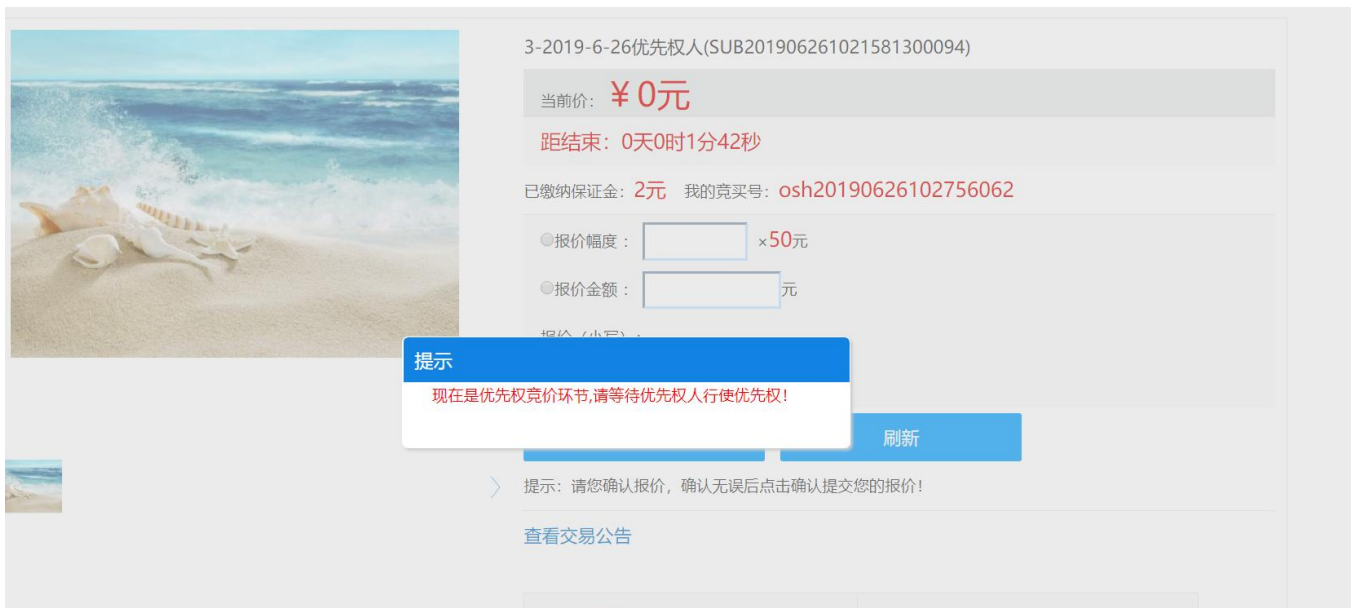 3-2019-6-26优先权人(SUB201906261021581300094)
当前价: ￥0元
距结束：0天0时1分42秒
已缴纳保证金：2元 我的竞买号：osh20190626102756062
报价幅度： ×50元
报价金额： 元
报价（小写）：
提示
现在是优先权竞价环节,请等待优先权人行使优先权！
刷新
提示：请您确认报价，确认无误后点击确认提交您的报价！
查看交易公告